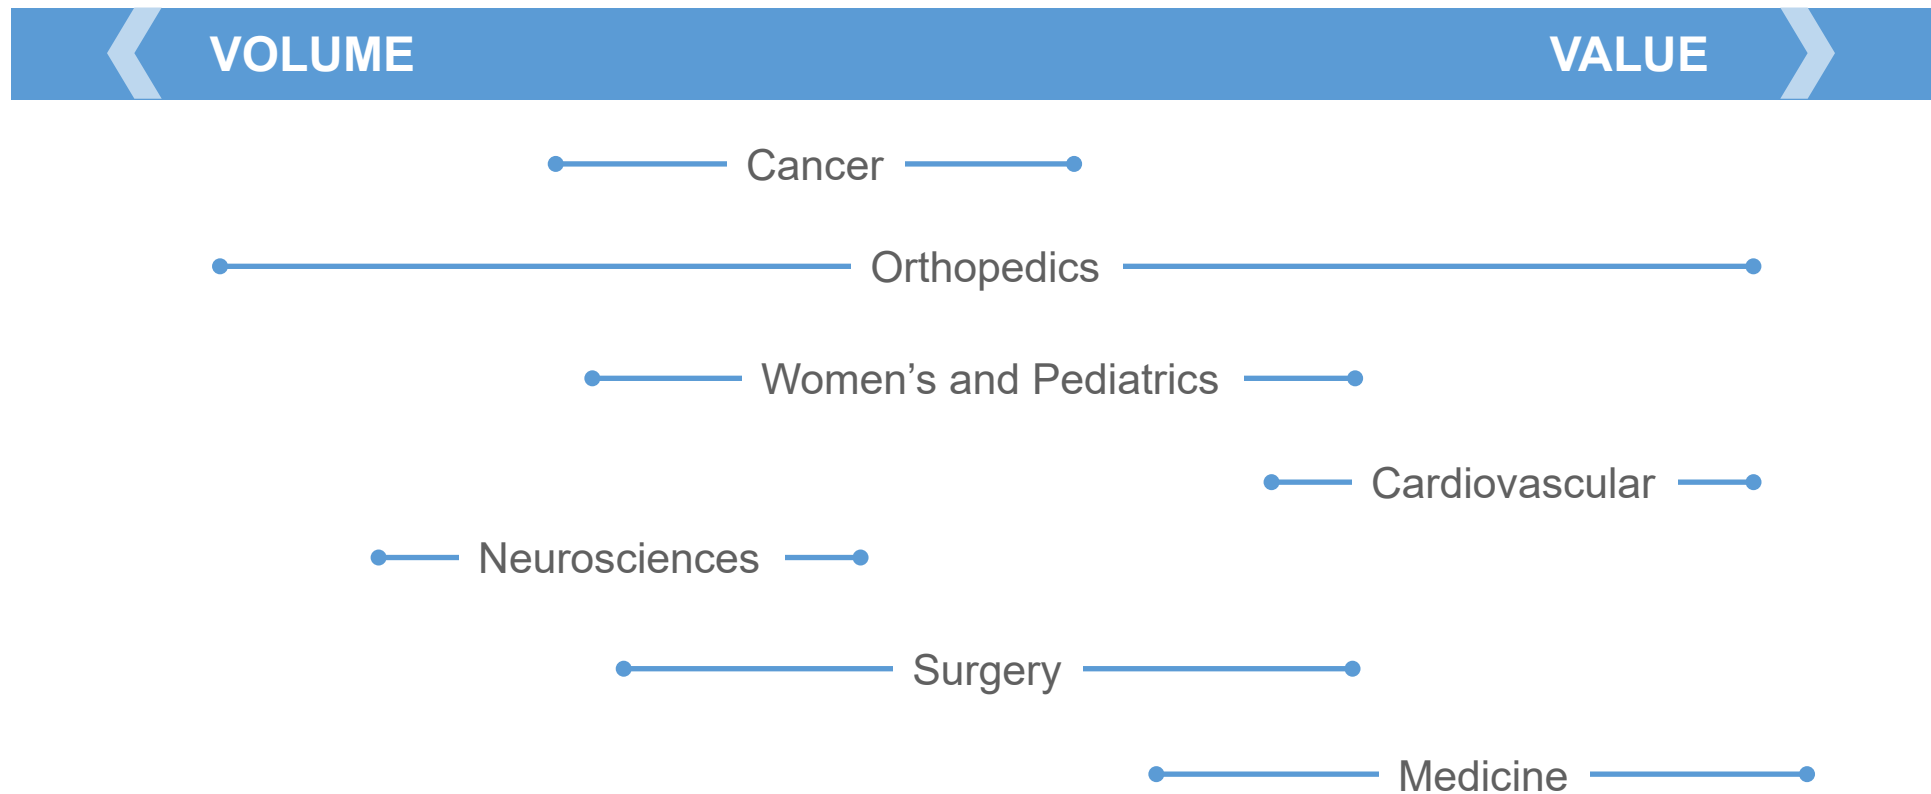 VOLUME VALUE
Cancer
Orthopedics
Women’s and Pediatrics
Cardiovascular
Neurosciences
Surgery
Medicine